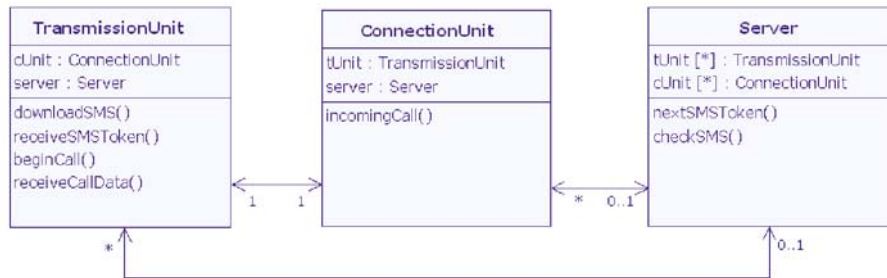 TransmissionUnit
cUnit : ConnectionUnit
server : Server
downloadSMS()
receiveSMSToken()
beginCall()
receiveCallData()
ConnectionUnit
tUnit : TransmissionUnit
server : Server
incomingCall()
Server
tUnit [*] : TransmissionUnit
cUnit [*] : ConnectionUnit
nextSMSToken()
checkSMS()
1 1
* 0..1
* 0..1